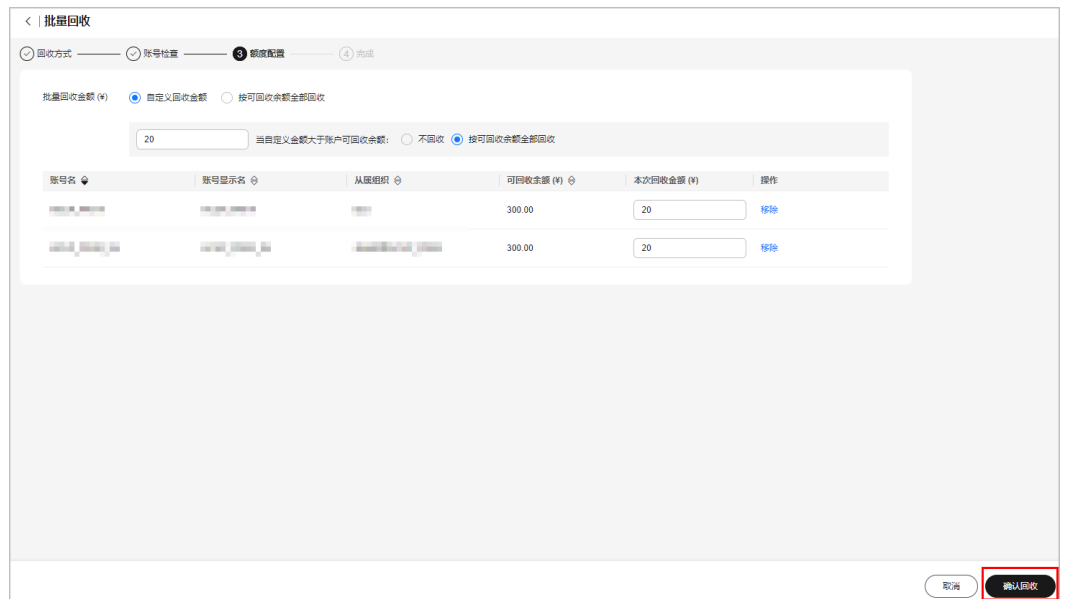 批量回收
回收方式 账号检查 3 额度配置 4 完成
批量回收金额 (¥) 自定义回收金额 按可回收余额全部回收
20 当自定义金额大于账户可回收余额： 不回收 按可回收余额全部回收
账号名 账号显示名 从属组织 可回收余额 (¥) 本次回收金额 (¥) 操作
300.00 20 移除
300.00 20 移除
取消 确认回收